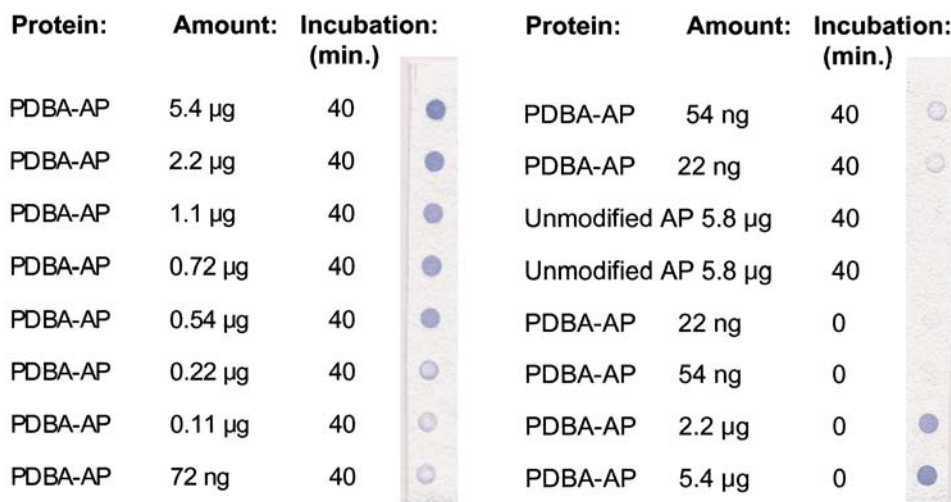 Protein: Amount: Incubation:
(min.)
PDBA-AP 5.4 µg 40
PDBA-AP 2.2 µg 40
PDBA-AP 1.1 µg 40
PDBA-AP 0.72 µg 40
PDBA-AP 0.54 µg 40
PDBA-AP 0.22 µg 40
PDBA-AP 0.11 µg 40
PDBA-AP 72 ng 40
Protein: Amount: Incubation:
(min.)
PDBA-AP 54 ng 40
PDBA-AP 22 ng 40
Unmodified AP 5.8 µg 40
Unmodified AP 5.8 µg 40
PDBA-AP 22 ng 0
PDBA-AP 54 ng 0
PDBA-AP 2.2 µg 0
PDBA-AP 5.4 µg 0